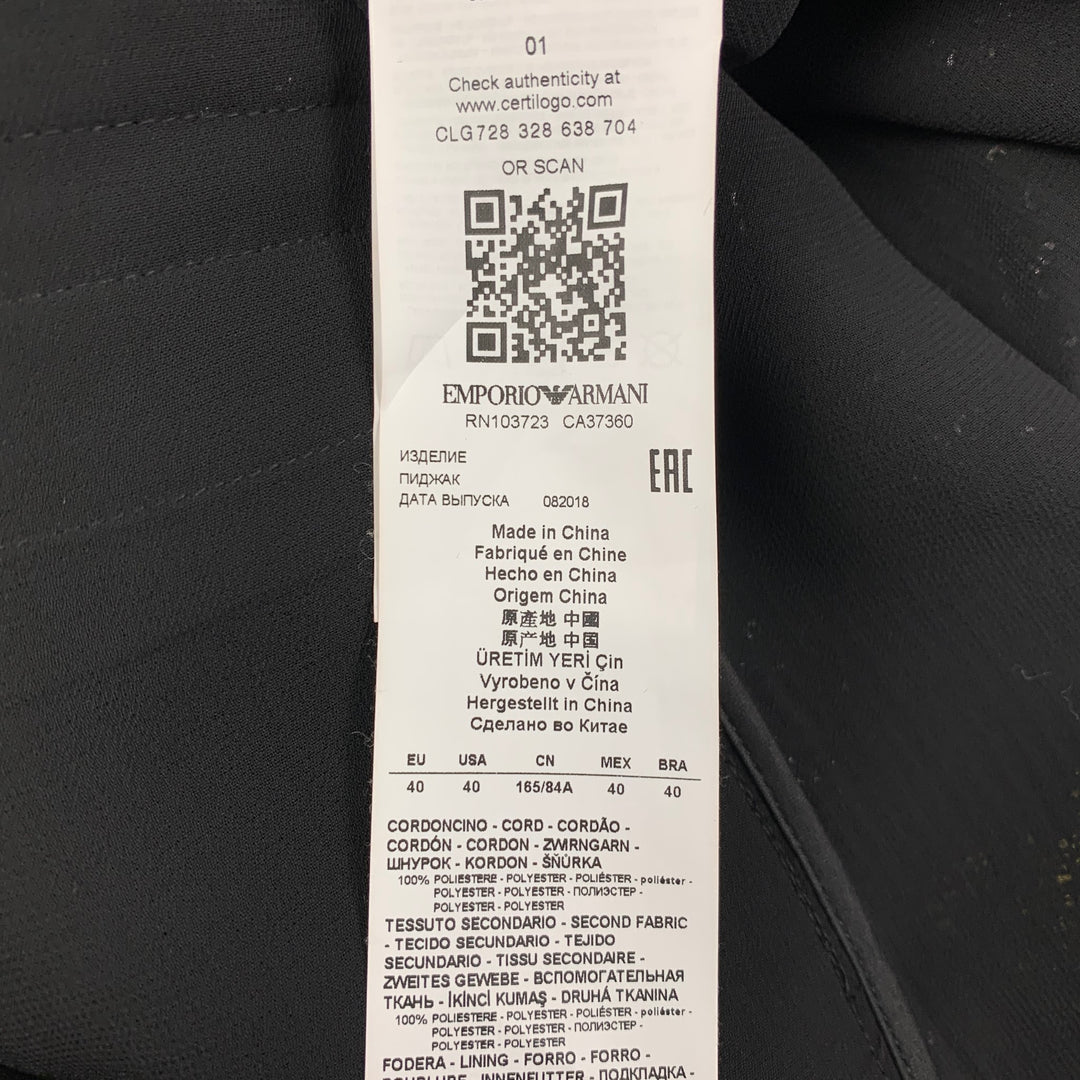 01
Check authenticity at
www.certilogo.com
CLG728 328 638 704
OR SCAN
EMPORIO ARMANI
RN103723 CA37360
ИЗДЕЛИЕ
ПИДЖАК
EAC
ДАТА ВЫПУСКА 082018
Made in China
Fabriqué en Chine
Hecho en China
Origem China
原產地 中國
原产地 中国
ÜRETİM YERİ Çin
Vyrobeno v Čína
Hergestellt in China
Сделано во Китае
EU USA CN MEX BRA
40 40 165/84A 40 40
CORDONCINO - CORD - CORDÃO -
CORDÓN - CORDON - ZWIRNGARN -
ШНУРОК - KORDON - ŠŇŮRKA
100% POLIESTERE - POLYESTER - POLIÉSTER - poliéster -
POLYESTER - POLYESTER - ПОЛИЭСТЕР -
POLYESTER - POLYESTER
TESSUTO SECONDARIO - SECOND FABRIC
- TECIDO SECUNDARIO - TEJIDO
SECUNDARIO - TISSU SECONDAIRE -
ZWEITES GEWEBE - ВСПОМОГАТЕЛЬНАЯ
ТКАНЬ - İKİNCİ KUMAŞ - DRUHÁ TKANINA
100% POLIESTERE - POLYESTER - POLIÉSTER - poliéster -
POLYESTER - POLYESTER - ПОЛИЭСТЕР -
POLYESTER - POLYESTER
FODERA - LINING - FORRO - FORRO -
DOUBLURE - INNENFUTTER - ПОДКЛАДКА -